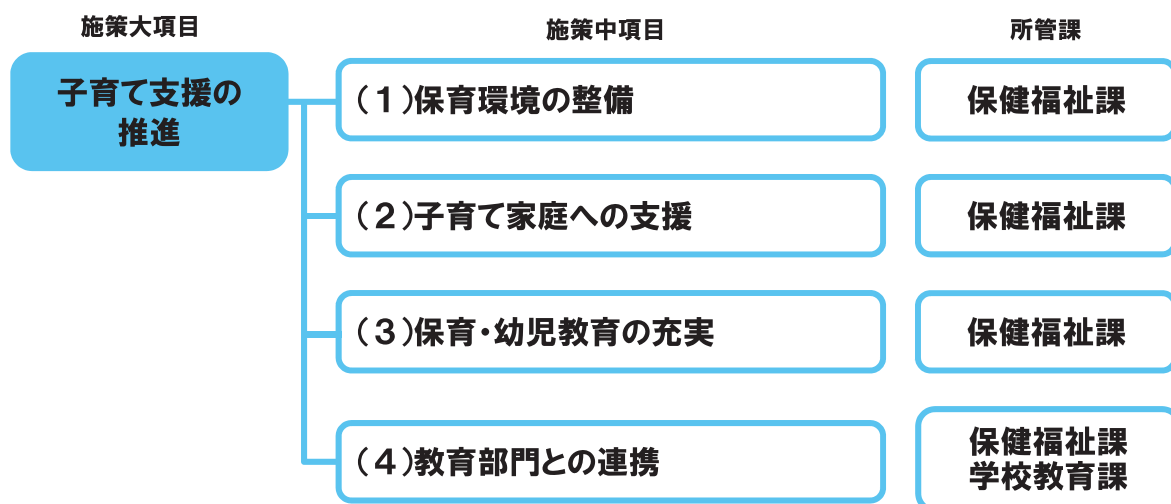 施策大項目
施策中項目
所管課
子育て支援の
推進
（１）保育環境の整備
保健福祉課
（２）子育て家庭への支援
保健福祉課
（３）保育・幼児教育の充実
保健福祉課
（４）教育部門との連携
保健福祉課
学校教育課